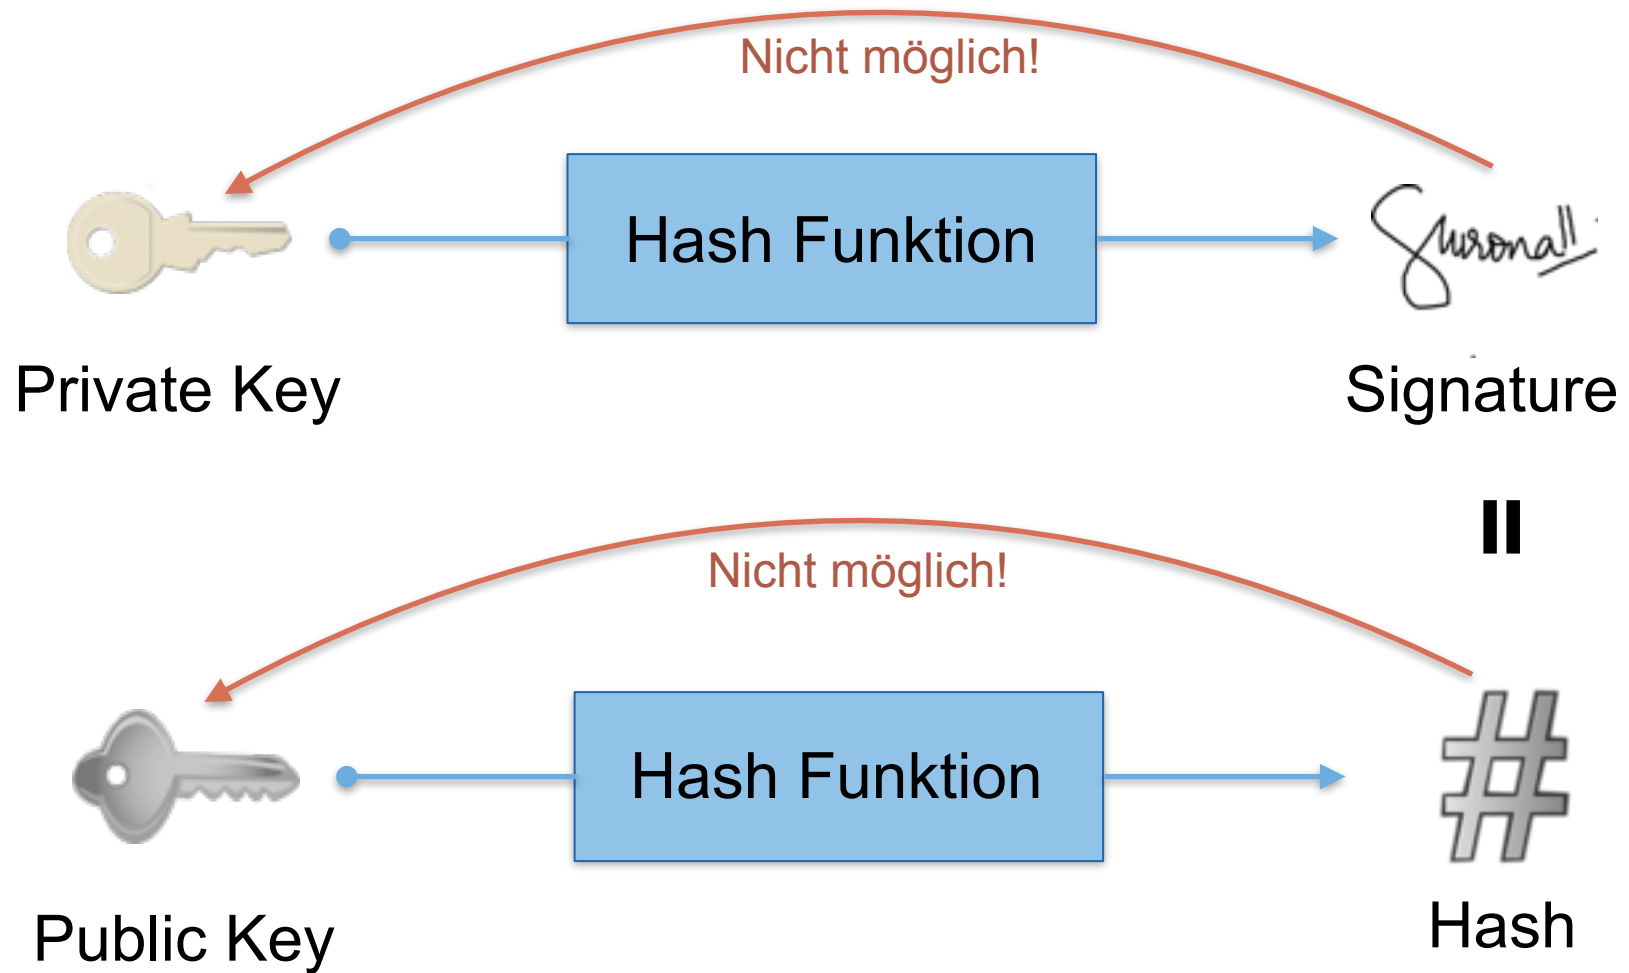 Nicht möglich!
Hash Funktion
Private Key
Signature
=
Nicht möglich!
Hash Funktion
#
Public Key
Hash